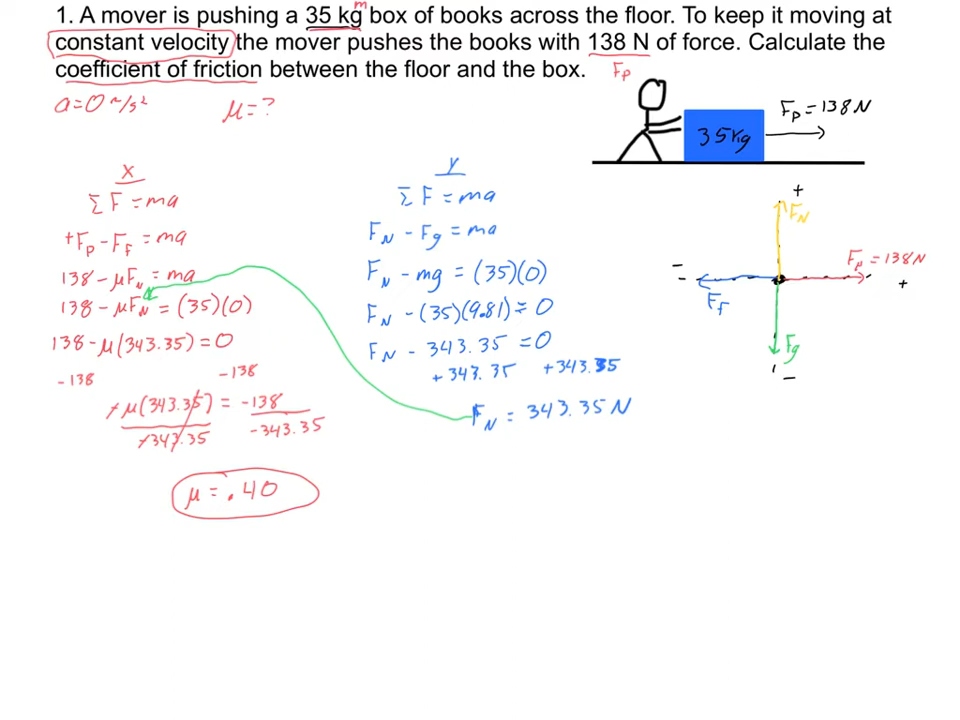 1. A mover is pushing a 35 kg box of books across the floor. To keep it moving at
m
constant velocity the mover pushes the books with 138 N of force. Calculate the
coefficient of friction between the floor and the box.
Fp
a=0 m/s²
μ=?
Fp = 138N
35Kg
x
ΣF = ma
+Fp - Ff = ma
138 - μFN = ma
138 - μFN = (35)(0)
138 - μ(343.35) = 0
-138 -138
-μ(343.35) = -138
-343.35 -343.35
μ = .40
y
ΣF = ma
FN - Fg = ma
FN - mg = (35)(0)
FN - (35)(9.81) = 0
FN - 343.35 = 0
+343.35 +343.35
FN = 343.35 N
+
FN
Fp = 138N
-
+
Ff
Fg
-